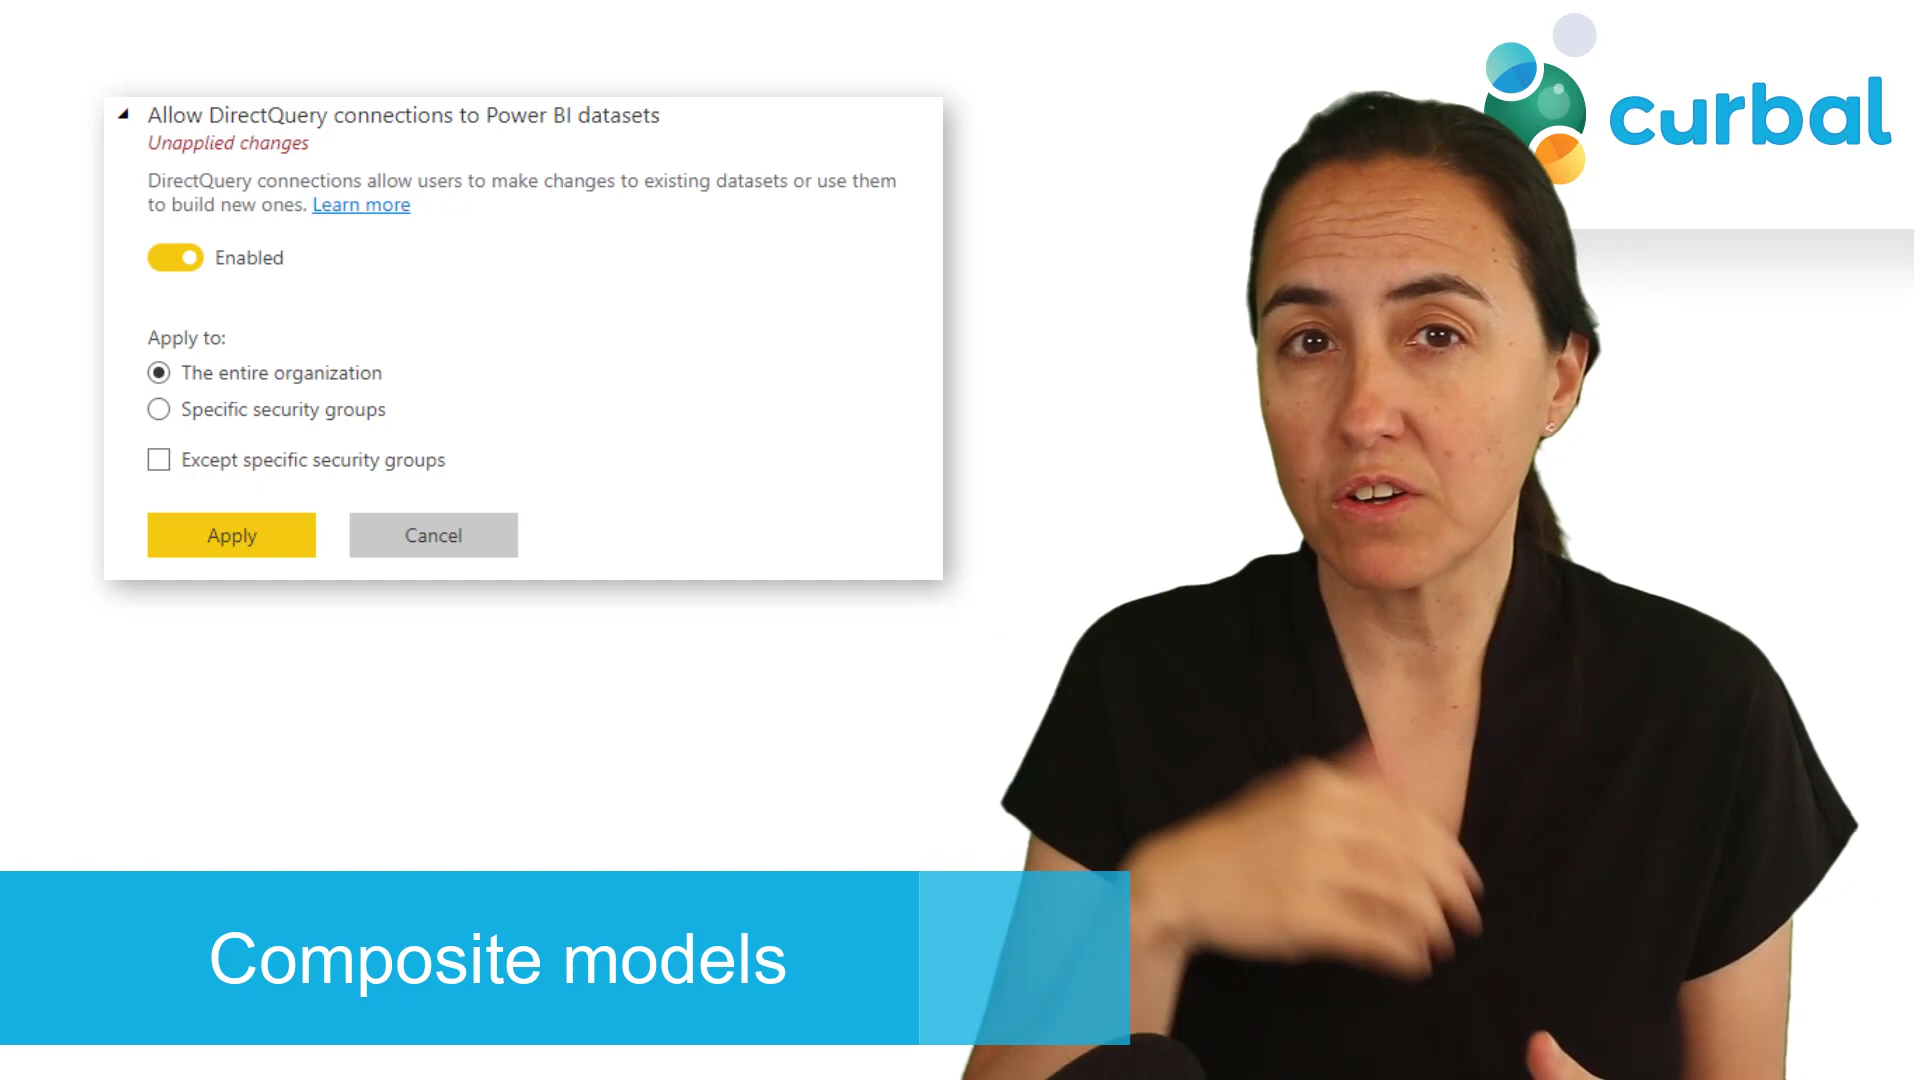 Allow DirectQuery connections to Power BI datasets
Unapplied changes
DirectQuery connections allow users to make changes to existing datasets or use them
to build new ones. Learn more
Enabled
Apply to:
The entire organization
Specific security groups
Except specific security groups
Apply
Cancel
curbal
Composite models